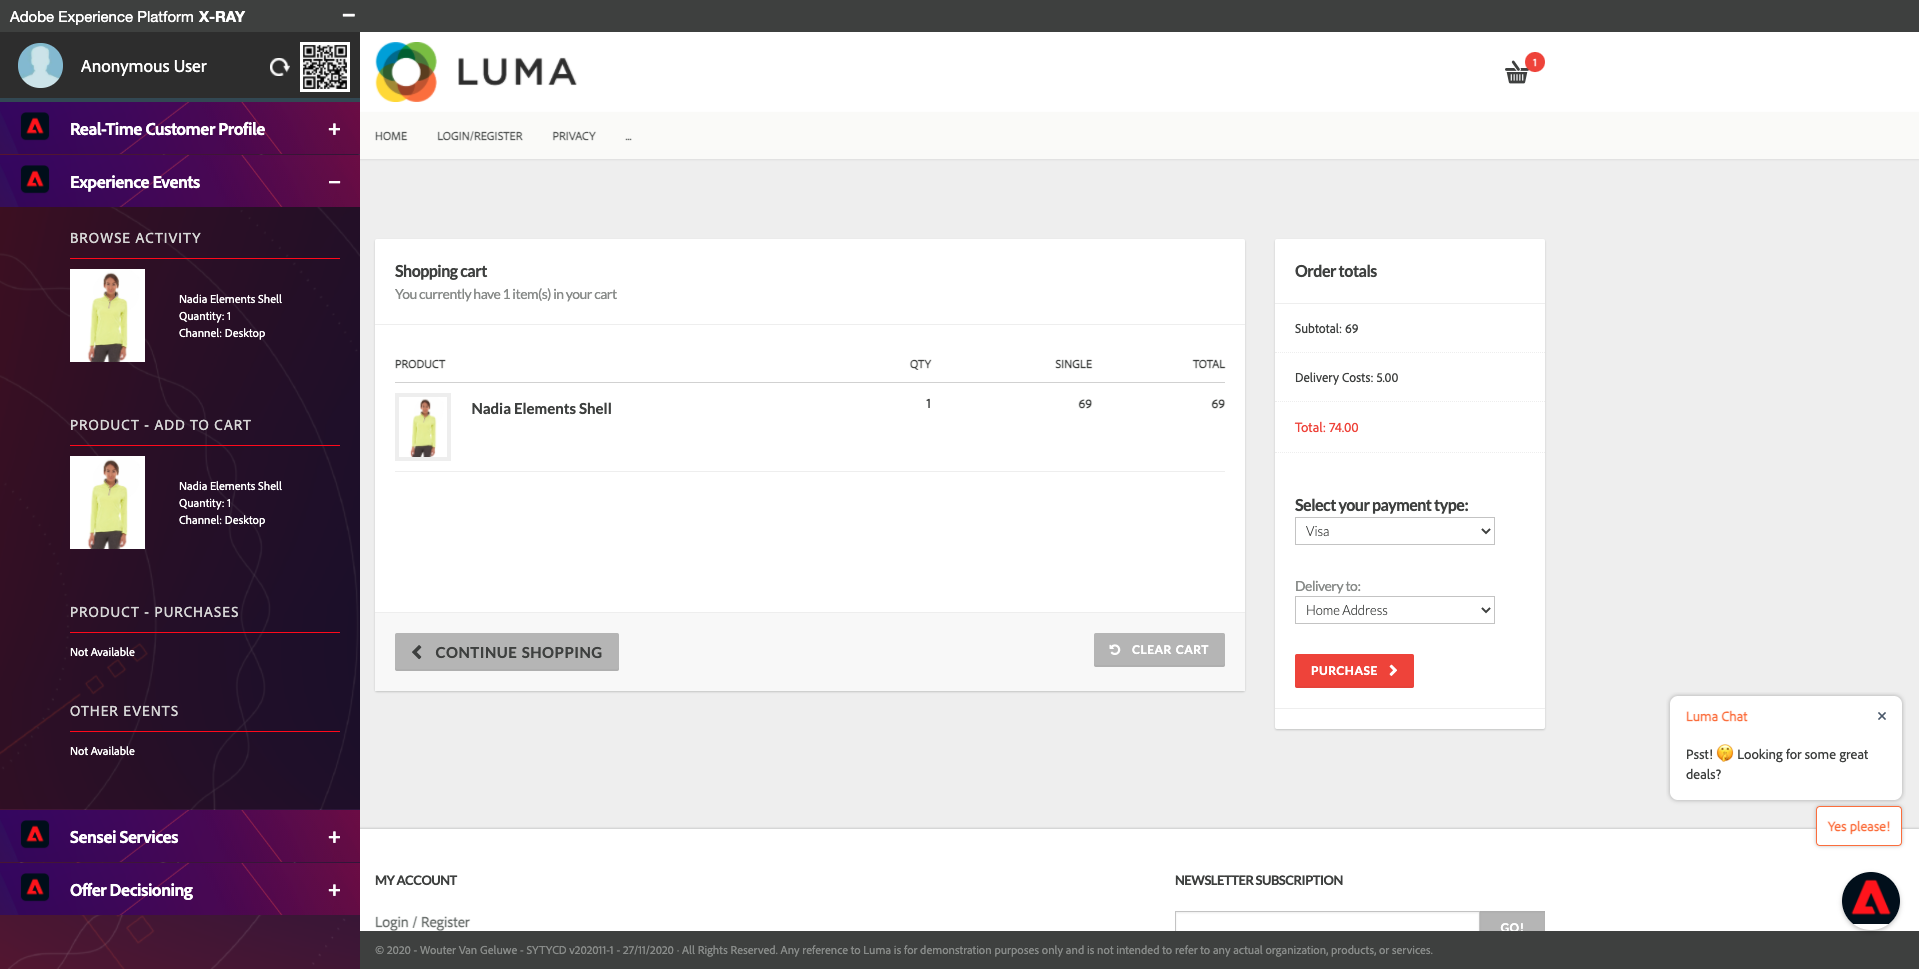 Adobe Experience Platform X-RAY
Anonymous User
Real-Time Customer Profile
Experience Events
BROWSE ACTIVITY
Nadia Elements Shell
Quantity: 1
Channel: Desktop
PRODUCT - ADD TO CART
Nadia Elements Shell
Quantity: 1
Channel: Desktop
PRODUCT - PURCHASES
Not Available
OTHER EVENTS
Not Available
Sensei Services
Offer Decisioning
LUMA
1
HOME
LOGIN/REGISTER
PRIVACY
...
Shopping cart
You currently have 1 item(s) in your cart
PRODUCT QTY SINGLE TOTAL
Nadia Elements Shell 1 69 69
CONTINUE SHOPPING
CLEAR CART
Order totals
Subtotal: 69
Delivery Costs: 5.00
Total: 74.00
Select your payment type:
Visa
Delivery to:
Home Address
PURCHASE
Luma Chat
Psst! 🤫 Looking for some great
deals?
Yes please!
MY ACCOUNT
Login / Register
NEWSLETTER SUBSCRIPTION
GO!
© 2020 - Wouter Van Geluwe - SYTYCD v202011-1 - 27/11/2020 · All Rights Reserved. Any reference to Luma is for demonstration purposes only and is not intended to refer to any actual organization, products, or services.